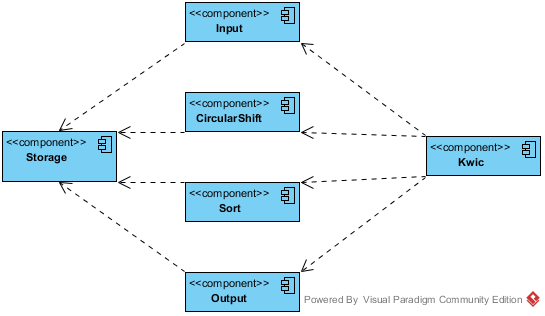 <<component>>
Input
<<component>>
CircularShift
<<component>>
Storage
<<component>>
Kwic
<<component>>
Sort
<<component>>
Output
Powered By Visual Paradigm Community Edition